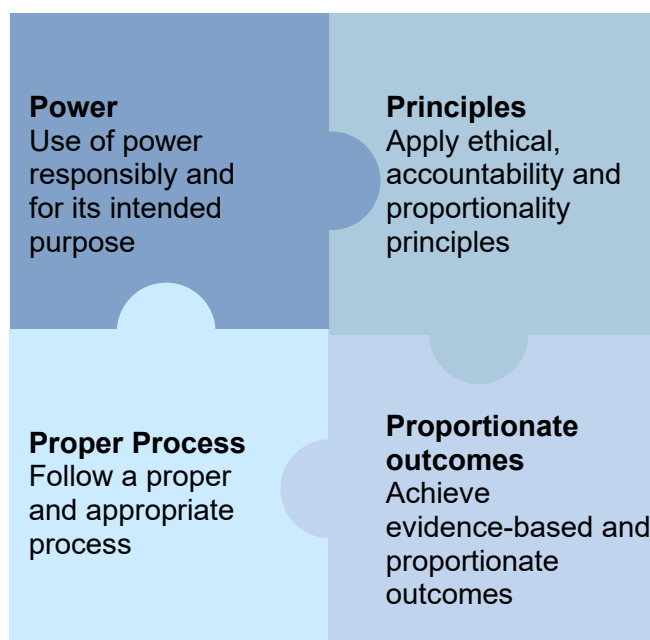 Power
Use of power
responsibly and
for its intended
purpose
Principles
Apply ethical,
accountability and
proportionality
principles
Proper Process
Follow a proper
and appropriate
process
Proportionate
outcomes
Achieve
evidence-based and
proportionate
outcomes